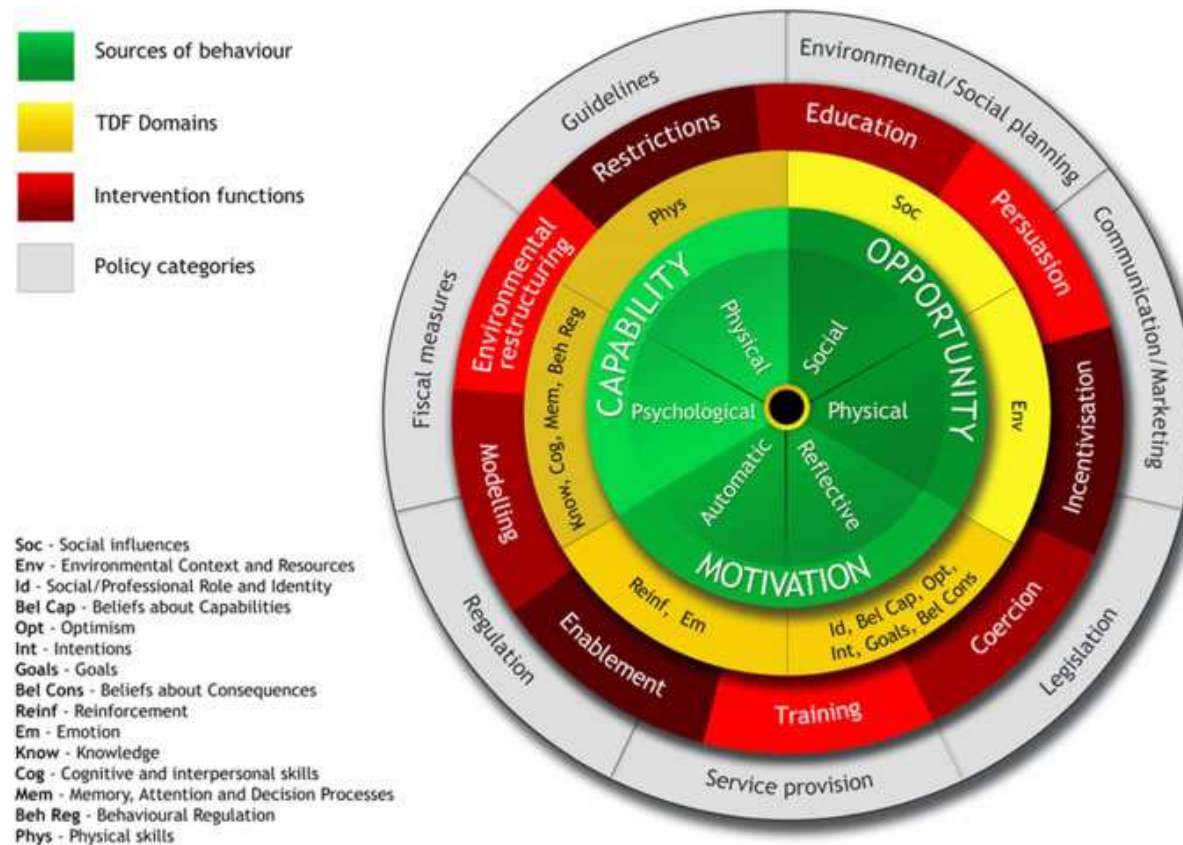 Sources of behaviour
TDF Domains
Intervention functions
Policy categories
Soc - Social influences
Env - Environmental Context and Resources
Id - Social/Professional Role and Identity
Bel Cap - Beliefs about Capabilities
Opt - Optimism
Int - Intentions
Goals - Goals
Bel Cons - Beliefs about Consequences
Reinf - Reinforcement
Em - Emotion
Know - Knowledge
Cog - Cognitive and interpersonal skills
Mem - Memory, Attention and Decision Processes
Beh Reg - Behavioural Regulation
Phys - Physical skills
Guidelines
Environmental/Social planning
Communication/Marketing
Legislation
Service provision
Regulation
Fiscal measures
Restrictions
Education
Persuasion
Incentivisation
Coercion
Training
Enablement
Modelling
Environmental
restructuring
Phys
Soc
Env
Id, Bel Cap, Opt,
Int, Goals, Bel Cons
Reinf, Em
Know, Cog, Mem, Beh Reg
CAPABILITY
OPPORTUNITY
MOTIVATION
Physical
Social
Physical
Reflective
Automatic
Psychological